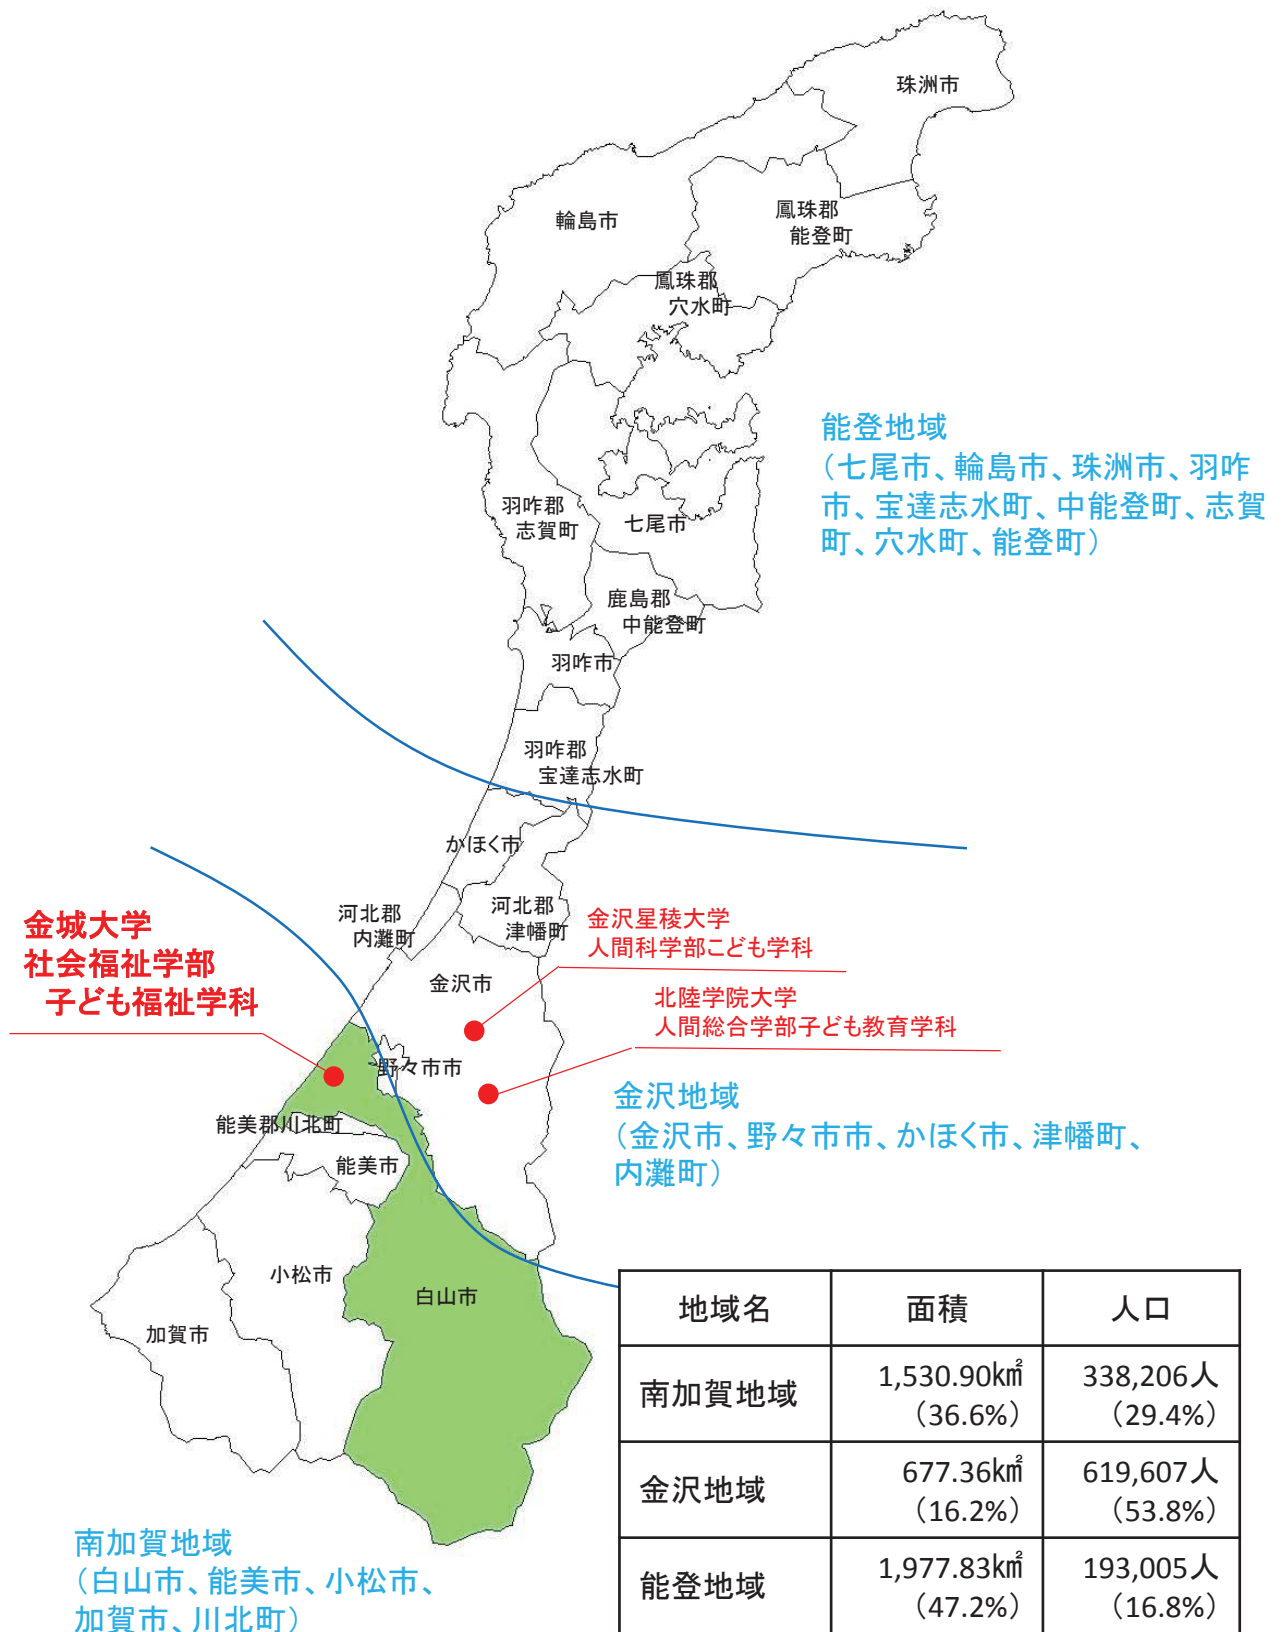 珠洲市
輪島市
鳳珠郡
能登町
鳳珠郡
穴水町
能登地域
（七尾市、輪島市、珠洲市、羽咋
市、宝達志水町、中能登町、志賀
町、穴水町、能登町）
羽咋郡
志賀町
七尾市
鹿島郡
中能登町
羽咋市
羽咋郡
宝達志水町
かほく市
河北郡
内灘町
河北郡
津幡町
金城大学
社会福祉学部
子ども福祉学科
金沢星稜大学
人間科学部こども学科
金沢市
北陸学院大学
人間総合学部子ども教育学科
野々市市
金沢地域
（金沢市、野々市市、かほく市、津幡町、
内灘町）
能美郡川北町
能美市
小松市
白山市
加賀市
地域名 面積 人口
南加賀地域 1,530.90㎢ 338,206人
（36.6%） （29.4%）
金沢地域 677.36㎢ 619,607人
（16.2%） （53.8%）
能登地域 1,977.83㎢ 193,005人
（47.2%） （16.8%）
南加賀地域
（白山市、能美市、小松市、
加賀市、川北町）